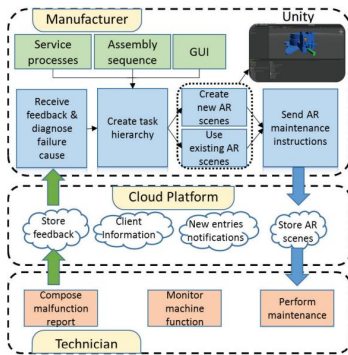 Manufacturer
Unity
Service
processes
Assembly
sequence
GUI
Receive
feedback &
diagnose
failure
cause
Create task
hierarchy
Create
new AR
scenes
Use
existing AR
scenes
Send AR
maintenance
instructions
Cloud Platform
Store
feedback
Client
Information
New entries
notifications
Store AR
scenes
Compose
malfunction
report
Monitor
machine
function
Perform
maintenance
Technician